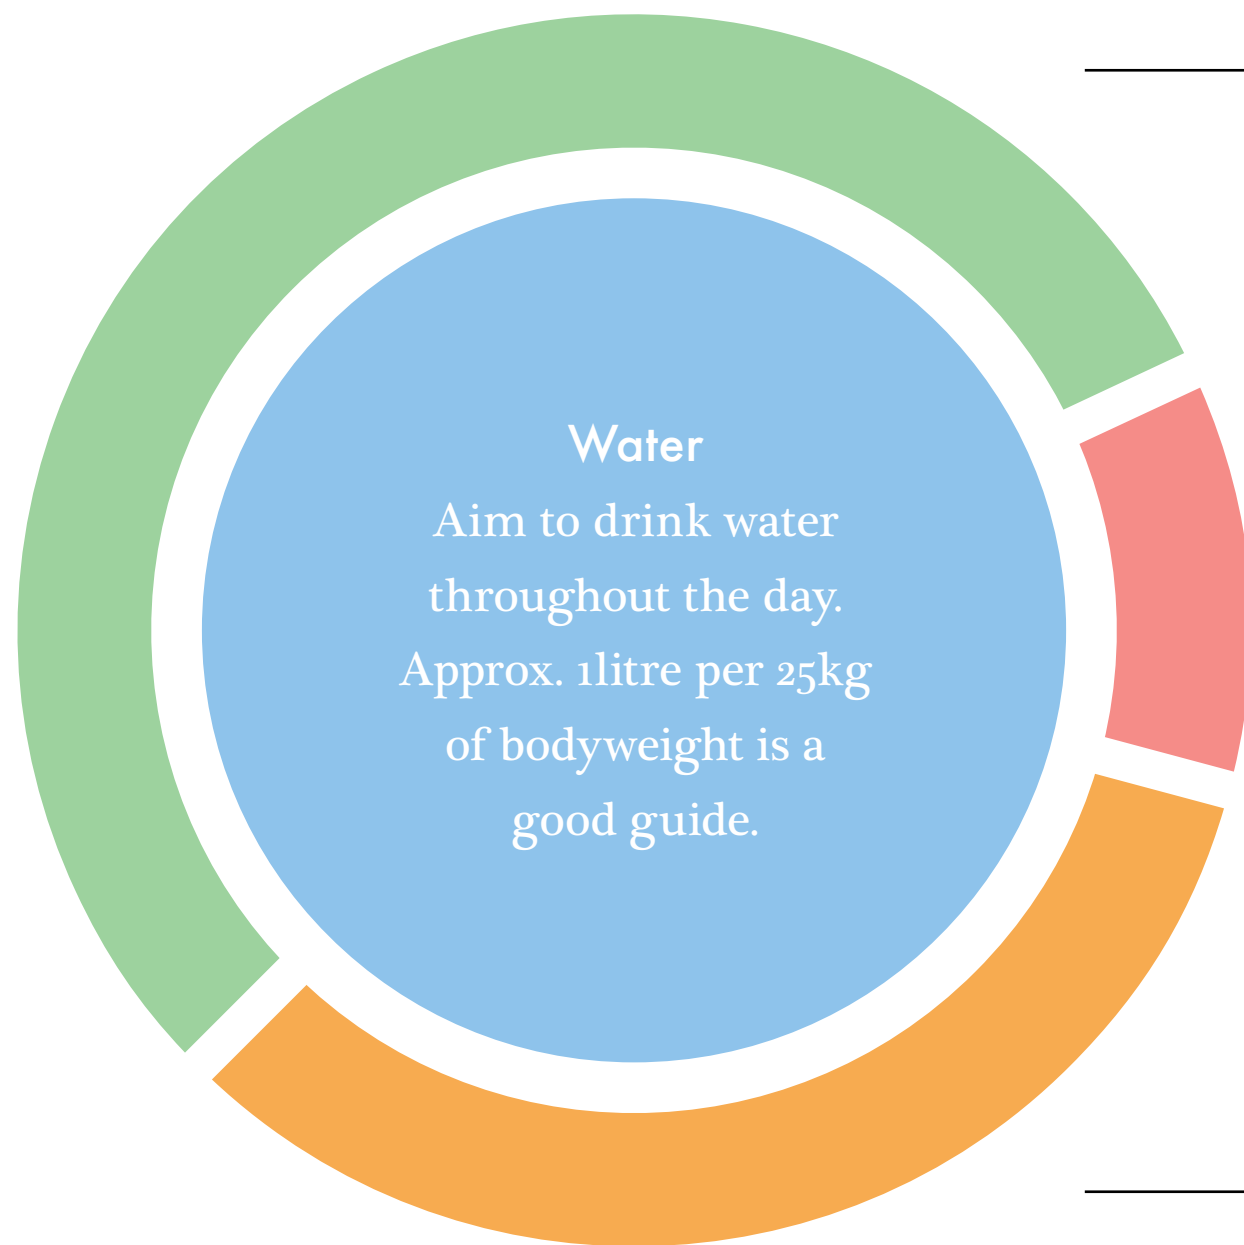 Water
Aim to drink water
throughout the day.
Approx. 1litre per 25kg
of bodyweight is a
good guide.